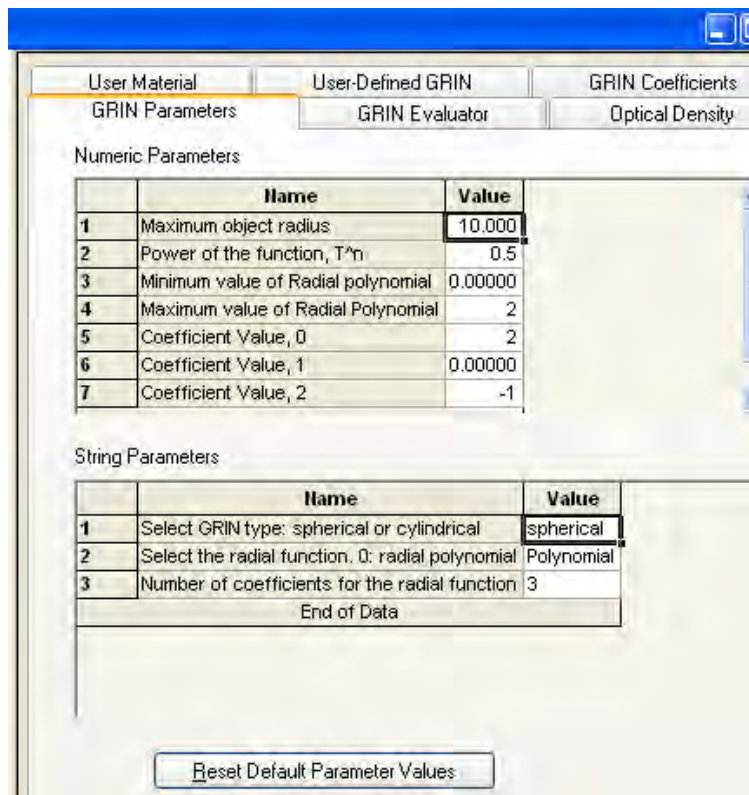 User Material User-Defined GRIN GRIN Coefficients
GRIN Parameters GRIN Evaluator Optical Density
Numeric Parameters
Name Value
1 Maximum object radius 10.000
2 Power of the function, T^n 0.5
3 Minimum value of Radial polynomial 0.00000
4 Maximum value of Radial Polynomial 2
5 Coefficient Value, 0 2
6 Coefficient Value, 1 0.00000
7 Coefficient Value, 2 -1
String Parameters
Name Value
1 Select GRIN type: spherical or cylindrical spherical
2 Select the radial function. 0: radial polynomial Polynomial
3 Number of coefficients for the radial function 3
End of Data
Reset Default Parameter Values